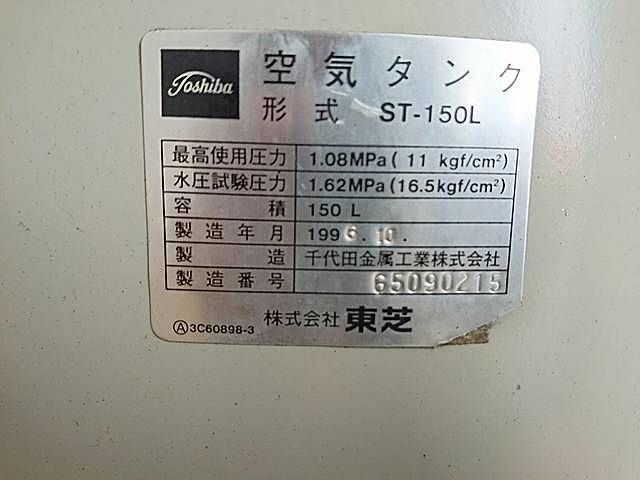 Toshiba
空気タンク
形式 ST-150L
最高使用圧力 1.08MPa( 11 kgf/cm²)
水圧試験圧力 1.62MPa(16.5kgf/cm²)
容積 150 L
製造年月 1996.10.
製造 千代田金属工業株式会社
製造番号 65090215
Ⓐ3C60898-3 株式会社 東芝